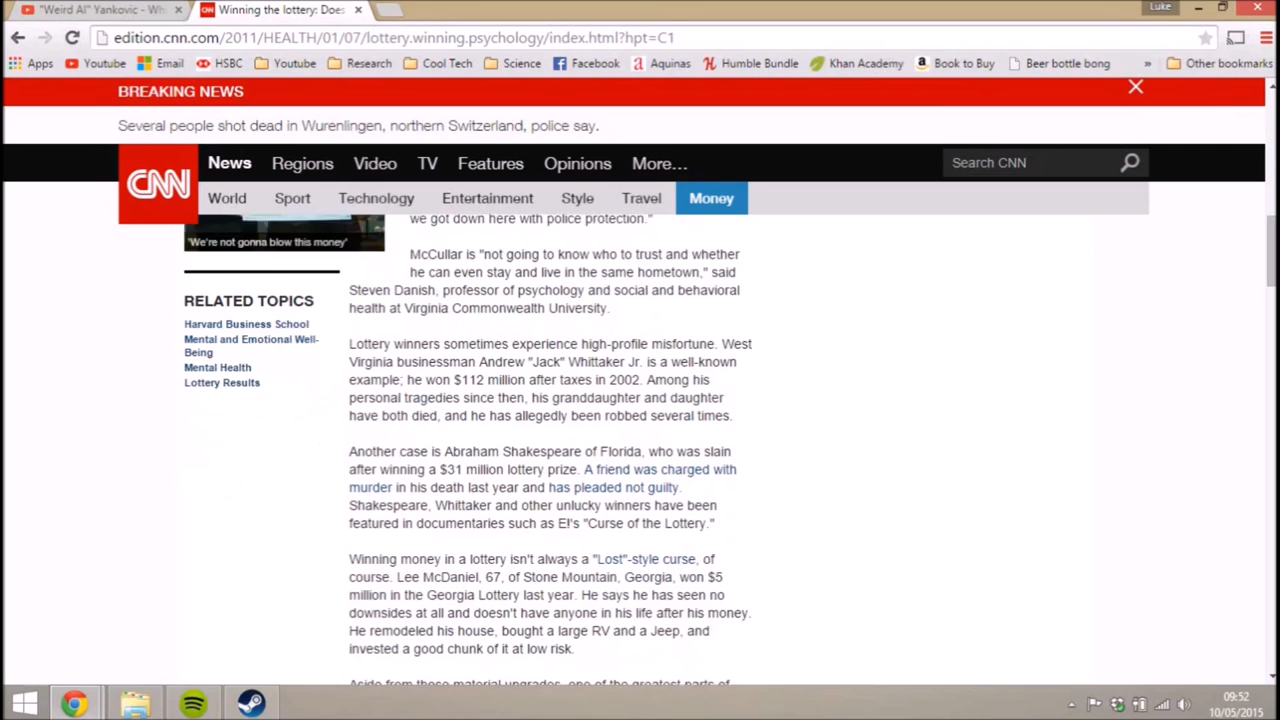 "Weird Al" Yankovic - Wh
Winning the lottery: Does
Luke
edition.cnn.com/2011/HEALTH/01/07/lottery.winning.psychology/index.html?hpt=C1
Apps Youtube Email HSBC Youtube Research Cool Tech Science Facebook Aquinas Humble Bundle Khan Academy Book to Buy Beer bottle bong » Other bookmarks
BREAKING NEWS
Several people shot dead in Wurenlingen, northern Switzerland, police say.
CNN
News Regions Video TV Features Opinions More...
Search CNN
World Sport Technology Entertainment Style Travel Money
'We're not gonna blow this money'
RELATED TOPICS
Harvard Business School
Mental and Emotional Well-
Being
Mental Health
Lottery Results
we got down here with police protection."
McCullar is "not going to know who to trust and whether
he can even stay and live in the same hometown," said
Steven Danish, professor of psychology and social and behavioral
health at Virginia Commonwealth University.
Lottery winners sometimes experience high-profile misfortune. West
Virginia businessman Andrew "Jack" Whittaker Jr. is a well-known
example; he won $112 million after taxes in 2002. Among his
personal tragedies since then, his granddaughter and daughter
have both died, and he has allegedly been robbed several times.
Another case is Abraham Shakespeare of Florida, who was slain
after winning a $31 million lottery prize. A friend was charged with
murder in his death last year and has pleaded not guilty.
Shakespeare, Whittaker and other unlucky winners have been
featured in documentaries such as E!'s "Curse of the Lottery."
Winning money in a lottery isn't always a "Lost"-style curse, of
course. Lee McDaniel, 67, of Stone Mountain, Georgia, won $5
million in the Georgia Lottery last year. He says he has seen no
downsides at all and doesn't have anyone in his life after his money.
He remodeled his house, bought a large RV and a Jeep, and
invested a good chunk of it at low risk.
Aside from those material upgrades, one of the greatest parts of
09:52
10/05/2015